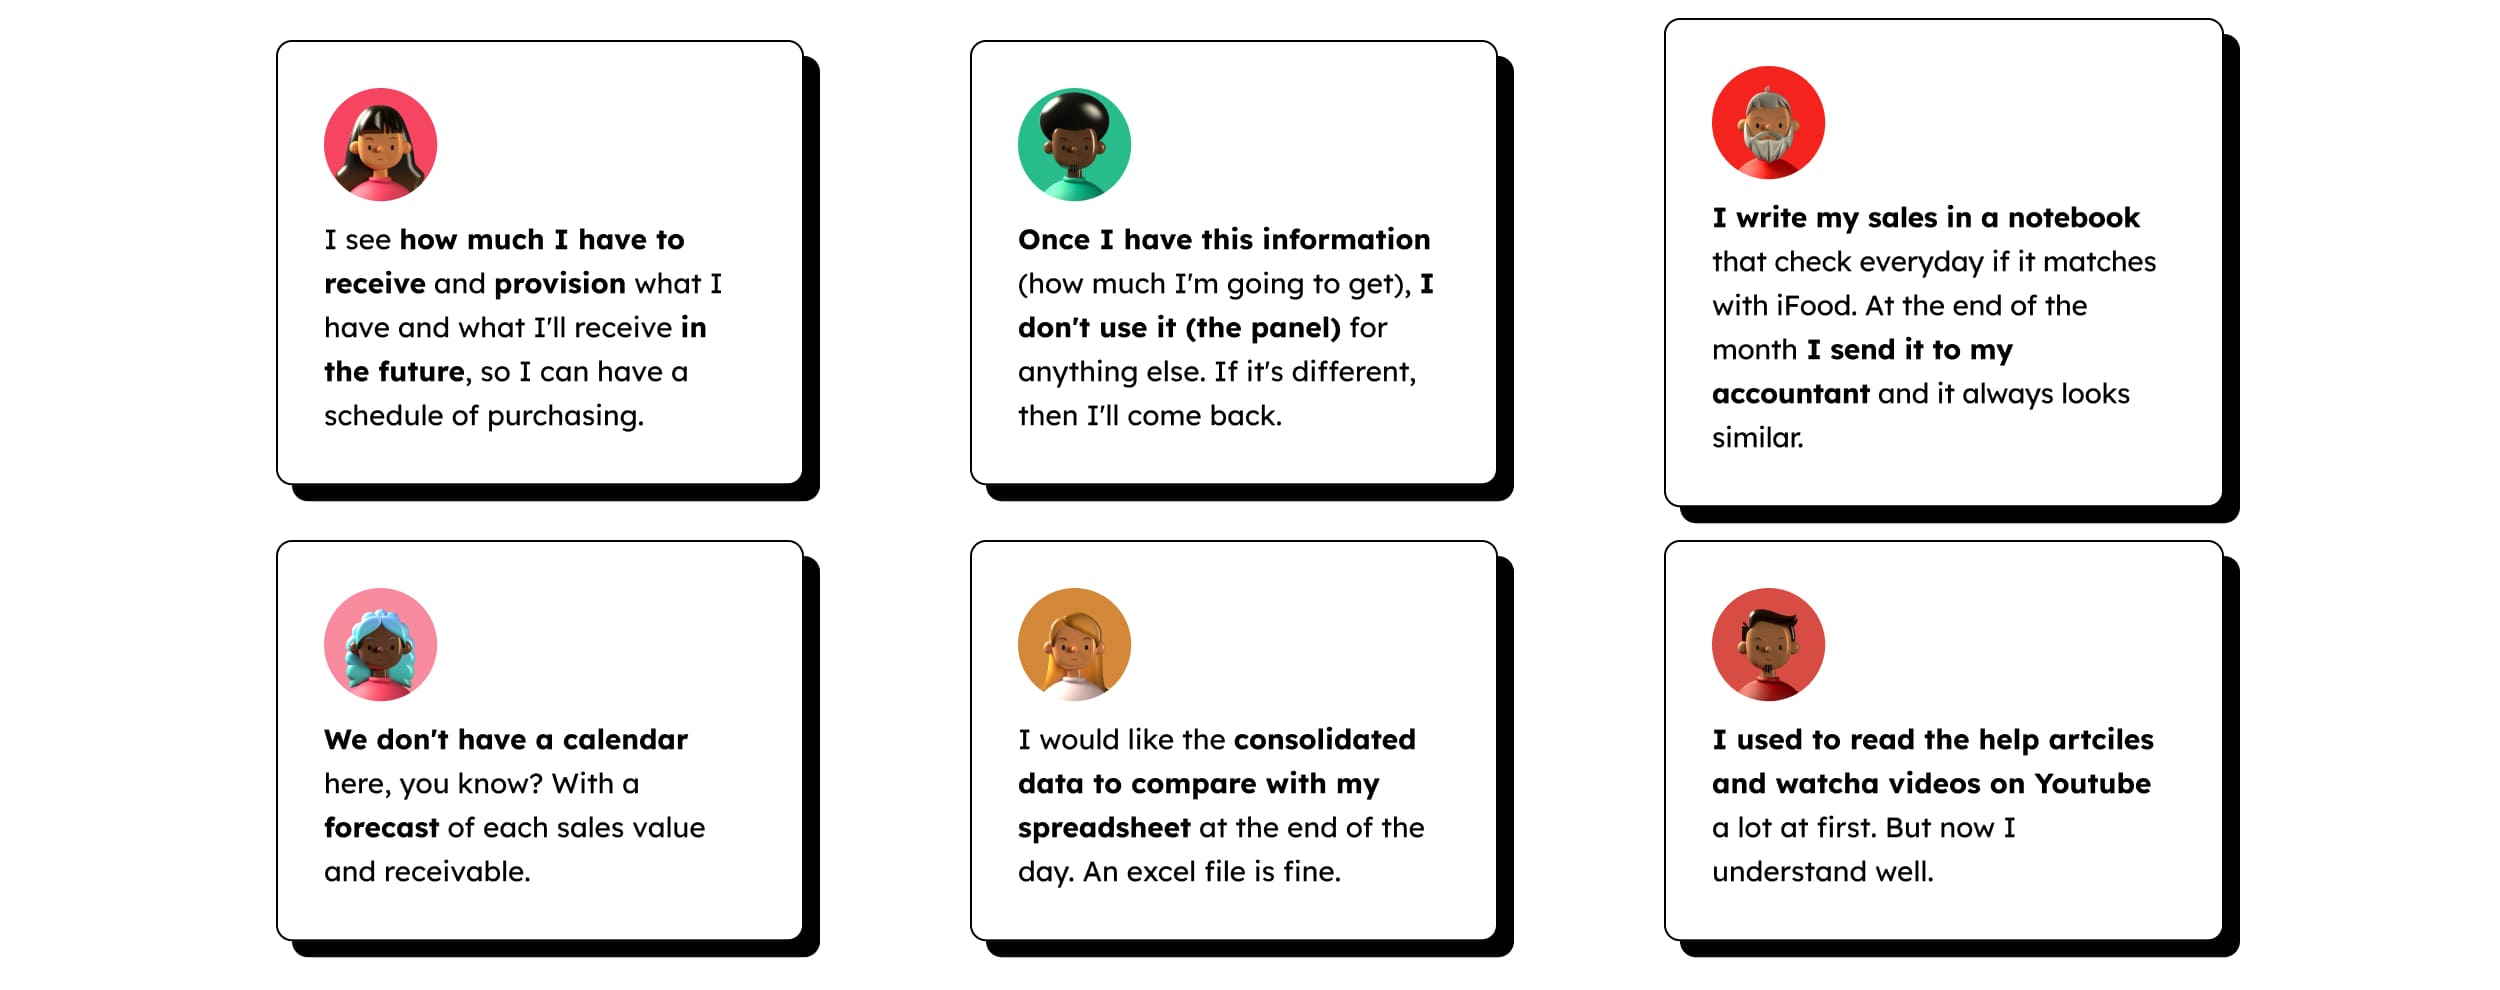 I see how much I have to
receive and provision what I
have and what I'll receive in
the future, so I can have a
schedule of purchasing.
Once I have this information
(how much I'm going to get), I
don't use it (the panel) for
anything else. If it's different,
then I'll come back.
I write my sales in a notebook
that check everyday if it matches
with iFood. At the end of the
month I send it to my
accountant and it always looks
similar.
We don't have a calendar
here, you know? With a
forecast of each sales value
and receivable.
I would like the consolidated
data to compare with my
spreadsheet at the end of the
day. An excel file is fine.
I used to read the help artciles
and watcha videos on Youtube
a lot at first. But now I
understand well.